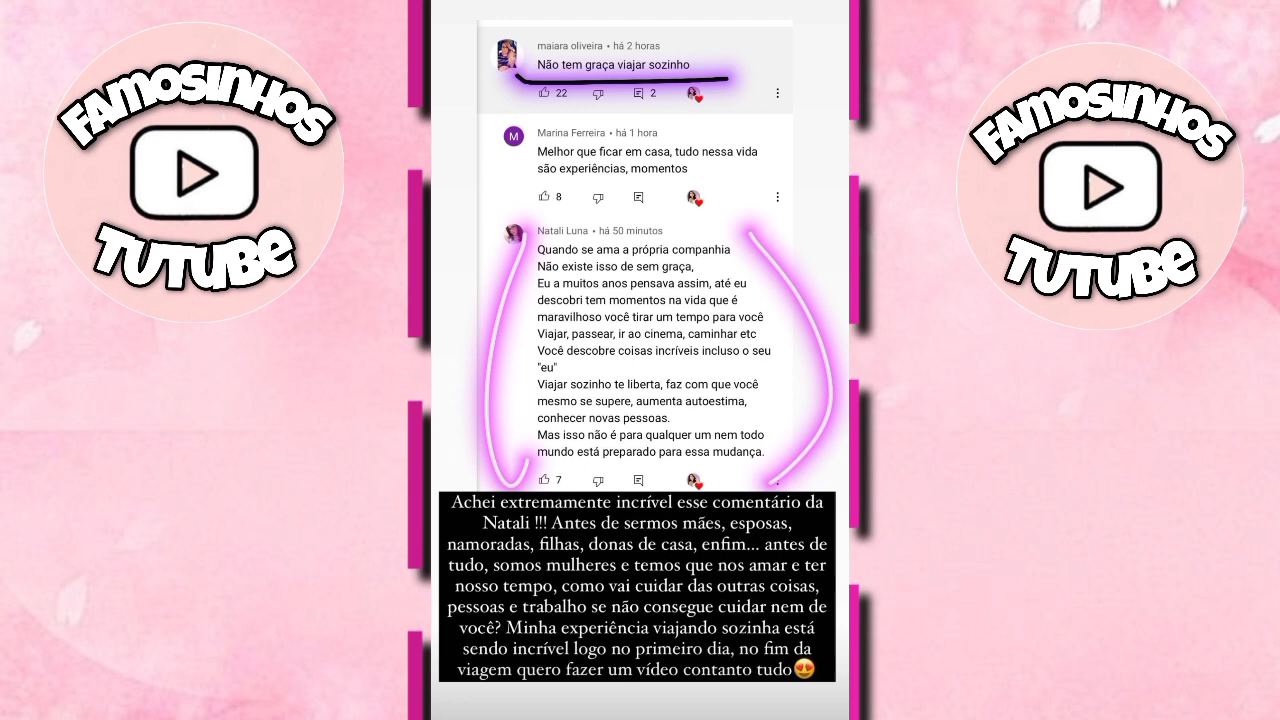 FAMOSINHOS
TUTUBE
maiara oliveira • há 2 horas
Não tem graça viajar sozinho
22
2
M
Marina Ferreira • há 1 hora
Melhor que ficar em casa, tudo nessa vida
são experiências, momentos
8
Natali Luna • há 50 minutos
Quando se ama a própria companhia
Não existe isso de sem graça,
Eu a muitos anos pensava assim, até eu
descobri tem momentos na vida que é
maravilhoso você tirar um tempo para você
Viajar, passear, ir ao cinema, caminhar etc
Você descobre coisas incríveis incluso o seu
"eu"
Viajar sozinho te liberta, faz com que você
mesmo se supere, aumenta autoestima,
conhecer novas pessoas.
Mas isso não é para qualquer um nem todo
mundo está preparado para essa mudança.
7
Achei extremamente incrível esse comentário da
Natali !!! Antes de sermos mães, esposas,
namoradas, filhas, donas de casa, enfim... antes de
tudo, somos mulheres e temos que nos amar e ter
nosso tempo, como vai cuidar das outras coisas,
pessoas e trabalho se não consegue cuidar nem de
você? Minha experiência viajando sozinha está
sendo incrível logo no primeiro dia, no fim da
viagem quero fazer um vídeo contanto tudo😍
FAMOSINHOS
TUTUBE